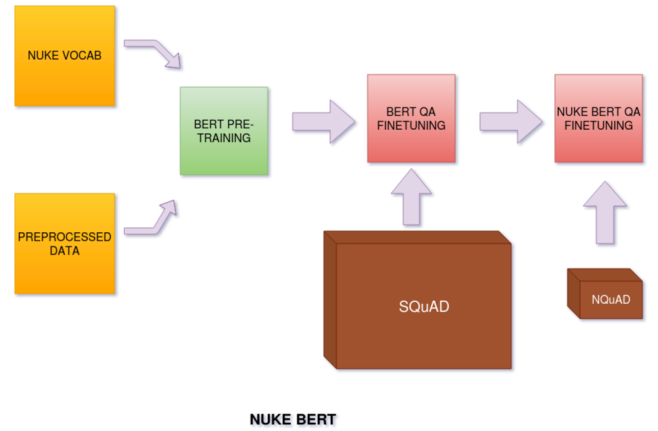 NUKE VOCAB
BERT PRE-
TRAINING
BERT QA
FINETUNING
NUKE BERT QA
FINETUNING
PREPROCESSED
DATA
SQuAD
NQuAD
NUKE BERT